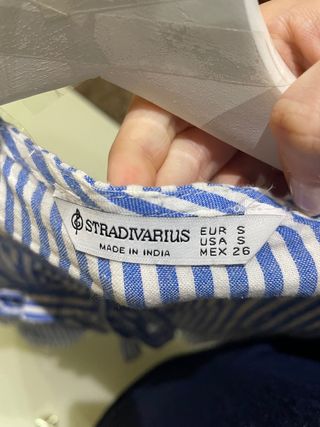 STRADIVARIUS
MADE IN INDIA
EUR S
USA S
MEX 26